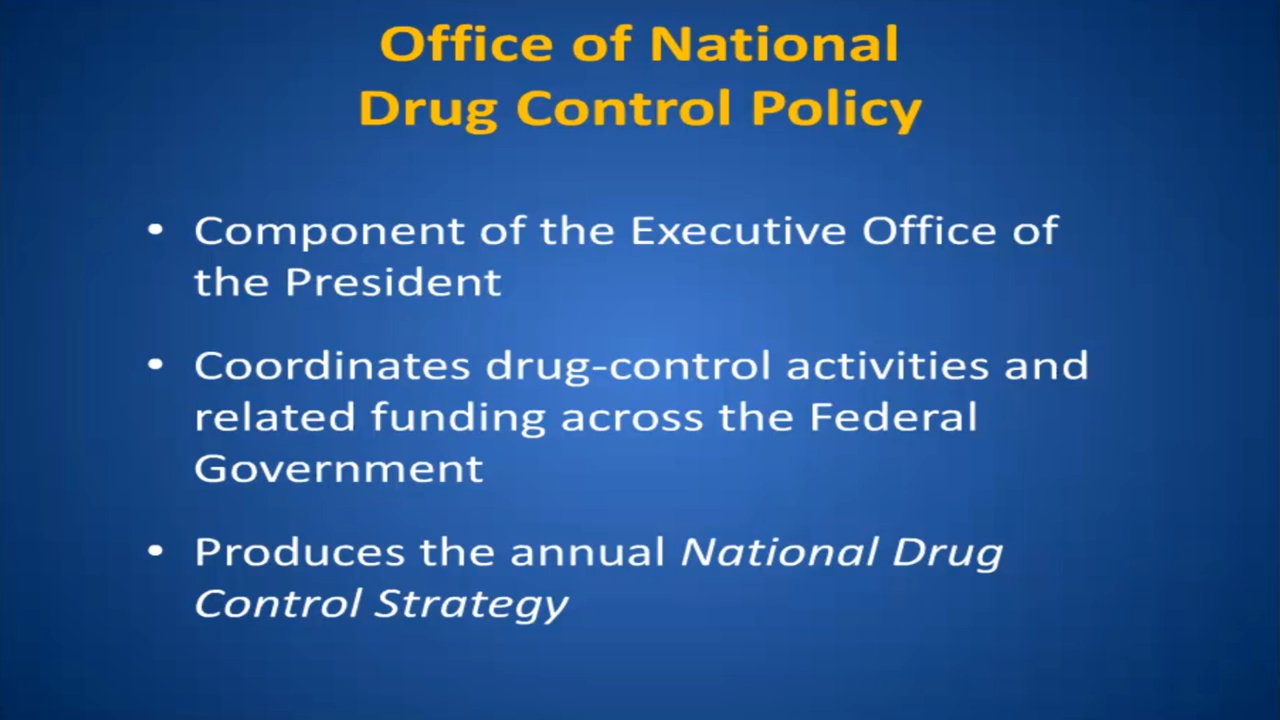 Office of National
Drug Control Policy
• Component of the Executive Office of
the President
• Coordinates drug-control activities and
related funding across the Federal
Government
• Produces the annual National Drug
Control Strategy